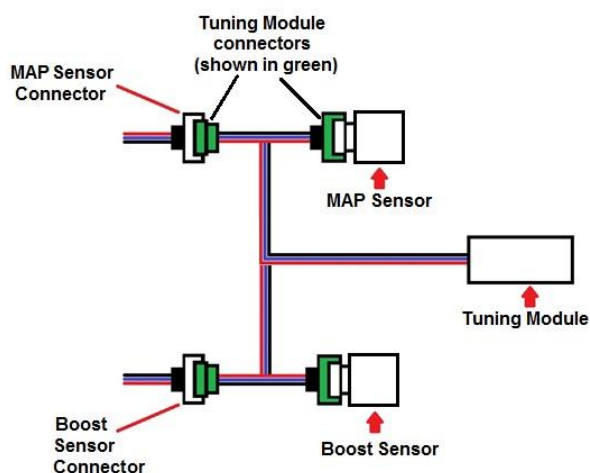 Tuning Module
connectors
(shown in green)
MAP Sensor
Connector
MAP Sensor
Tuning Module
Boost
Sensor
Connector
Boost Sensor